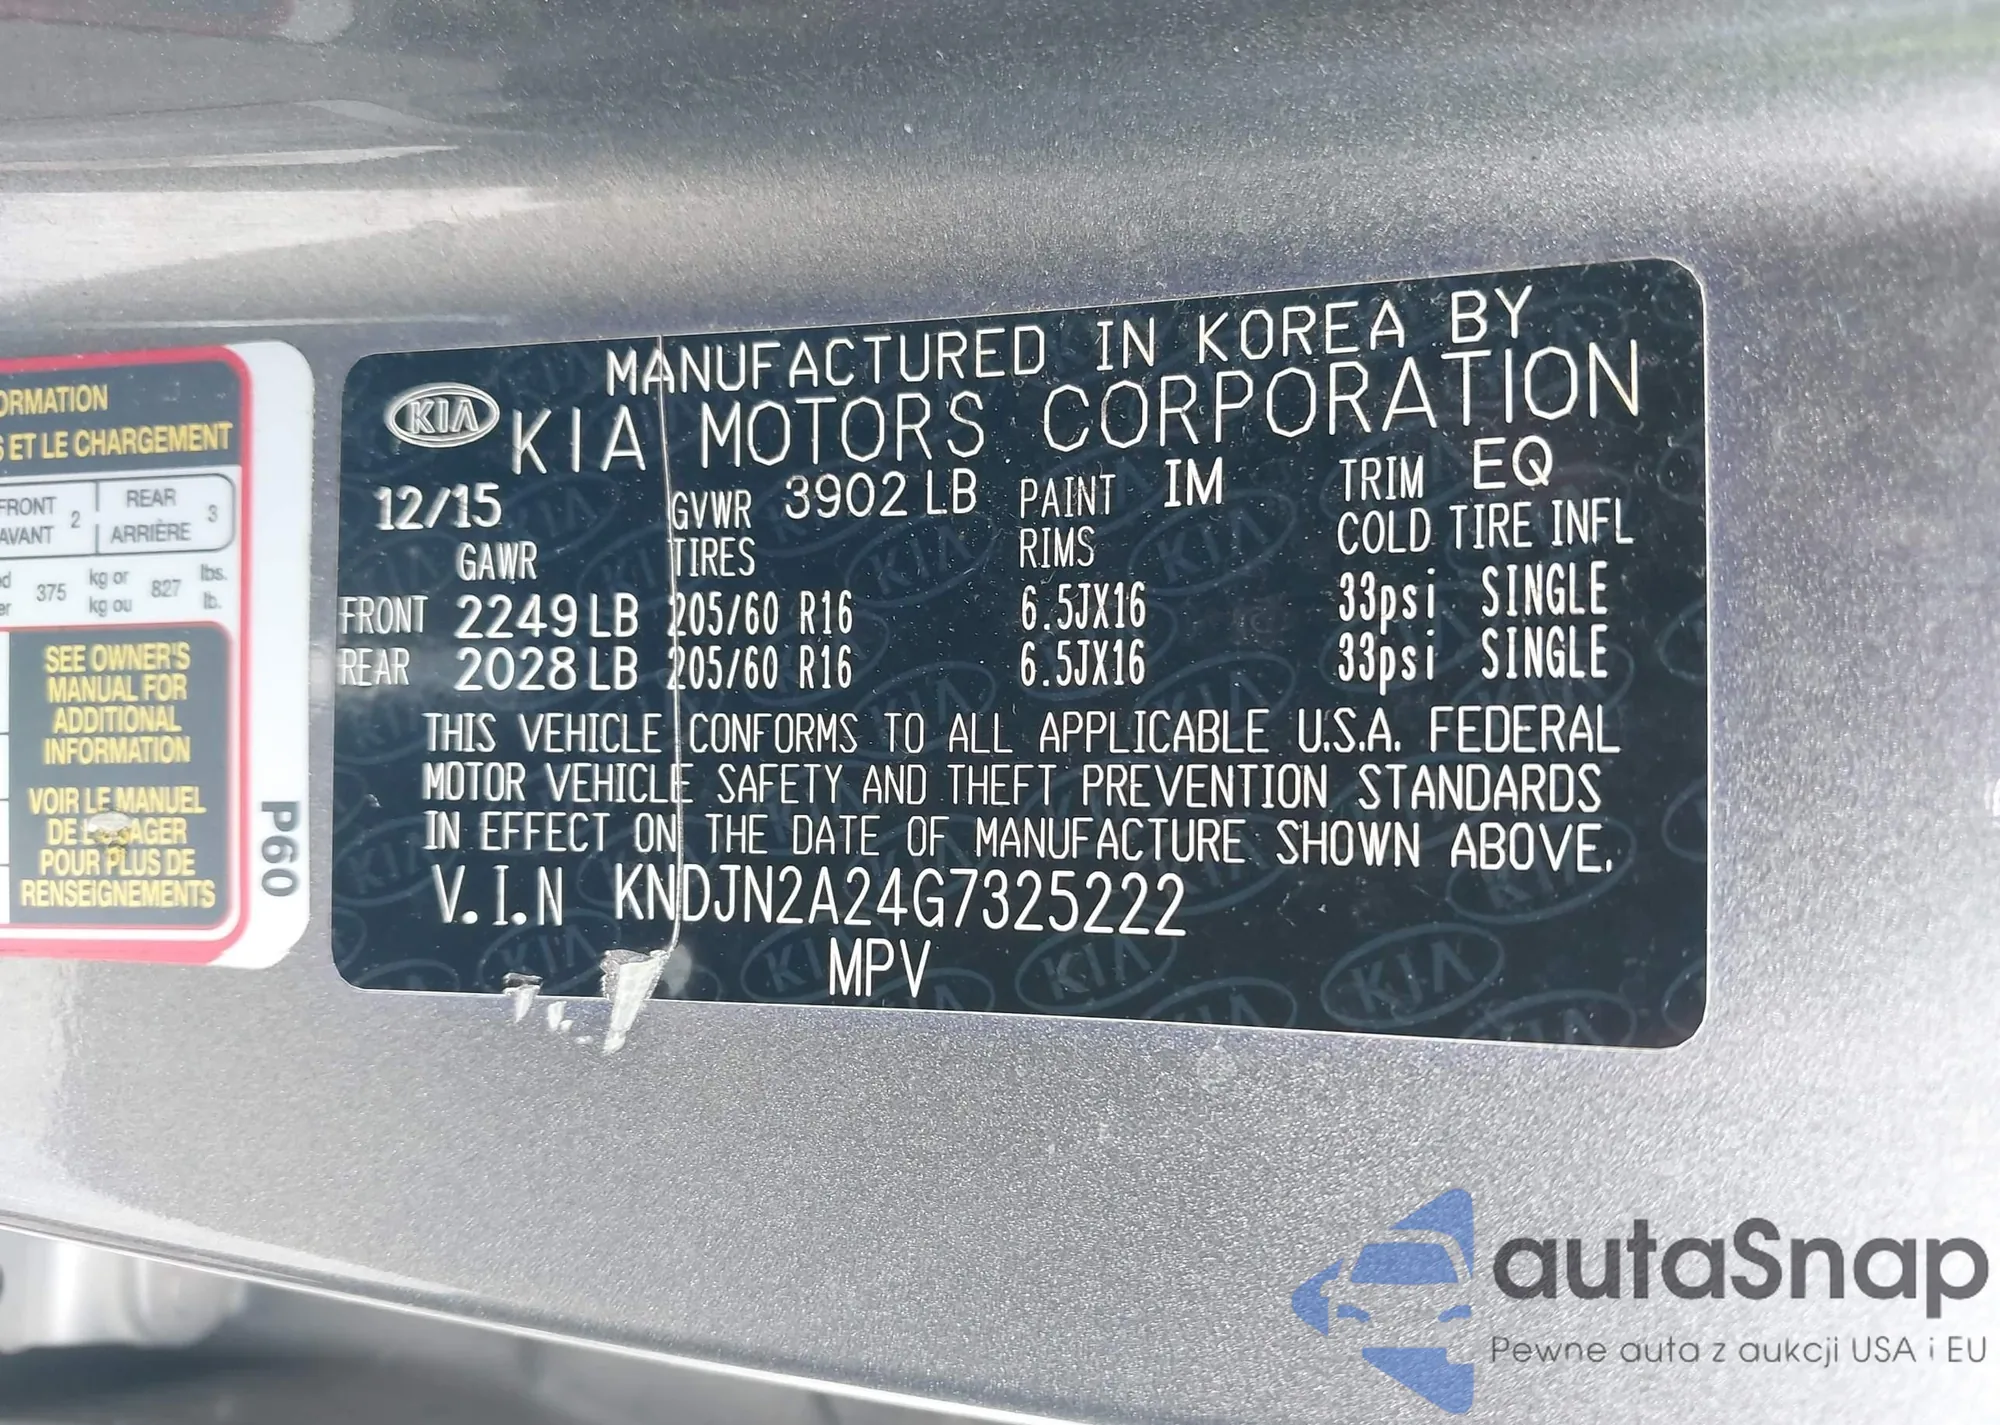 ORMATION
S ET LE CHARGEMENT
FRONT 2 REAR 3
AVANT ARRIÈRE
375 kg or 827 lbs.
er kg ou lb.
SEE OWNER'S
MANUAL FOR
ADDITIONAL
INFORMATION
VOIR LE MANUEL
DE
POUR PLUS DE
RENSEIGNEMENTS
P60
MANUFACTURED IN KOREA BY
KIA KIA MOTORS CORPORATION
12/15 GVWR 3902 LB PAINT IM TRIM EQ
GAWR TIRES RIMS COLD TIRE INFL
FRONT 2249 LB 205/60 R16 6.5JX16 33psi SINGLE
REAR 2028 LB 205/60 R16 6.5JX16 33psi SINGLE
THIS VEHICLE CONFORMS TO ALL APPLICABLE U.S.A. FEDERAL
MOTOR VEHICLE SAFETY AND THEFT PREVENTION STANDARDS
IN EFFECT ON THE DATE OF MANUFACTURE SHOWN ABOVE.
V.I.N KNDJN2A24G7325222
MPV
autaSnap
Pewne auta z aukcji USA i EU